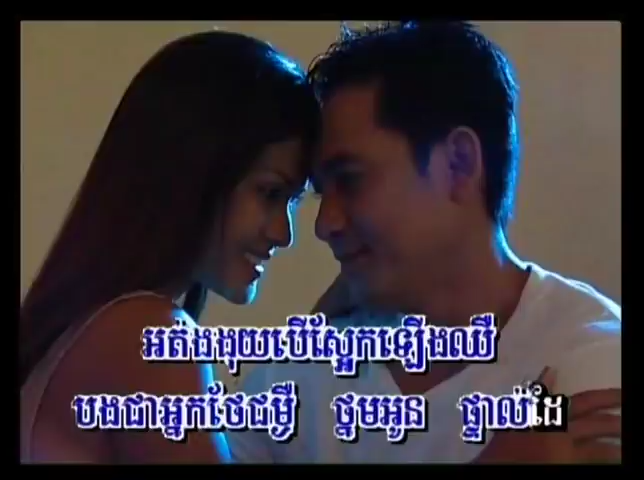 អត់ងងុយបើស្អែកឡើងឈឺ
បងជាអ្នកថែជម្ងឺ ថ្នមអូន ផ្ទាល់ដៃ